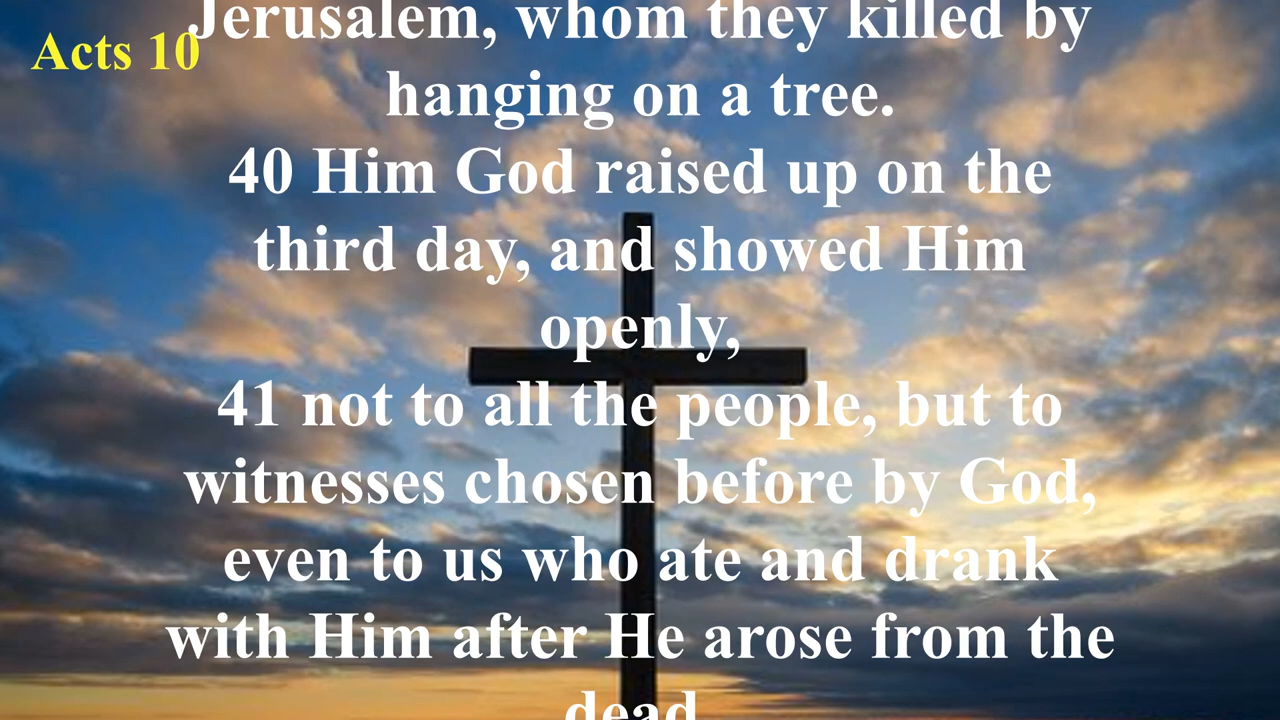 Acts 10
Jerusalem, whom they killed by
hanging on a tree.
40 Him God raised up on the
third day, and showed Him
openly,
41 not to all the people, but to
witnesses chosen before by God,
even to us who ate and drank
with Him after He arose from the
dead